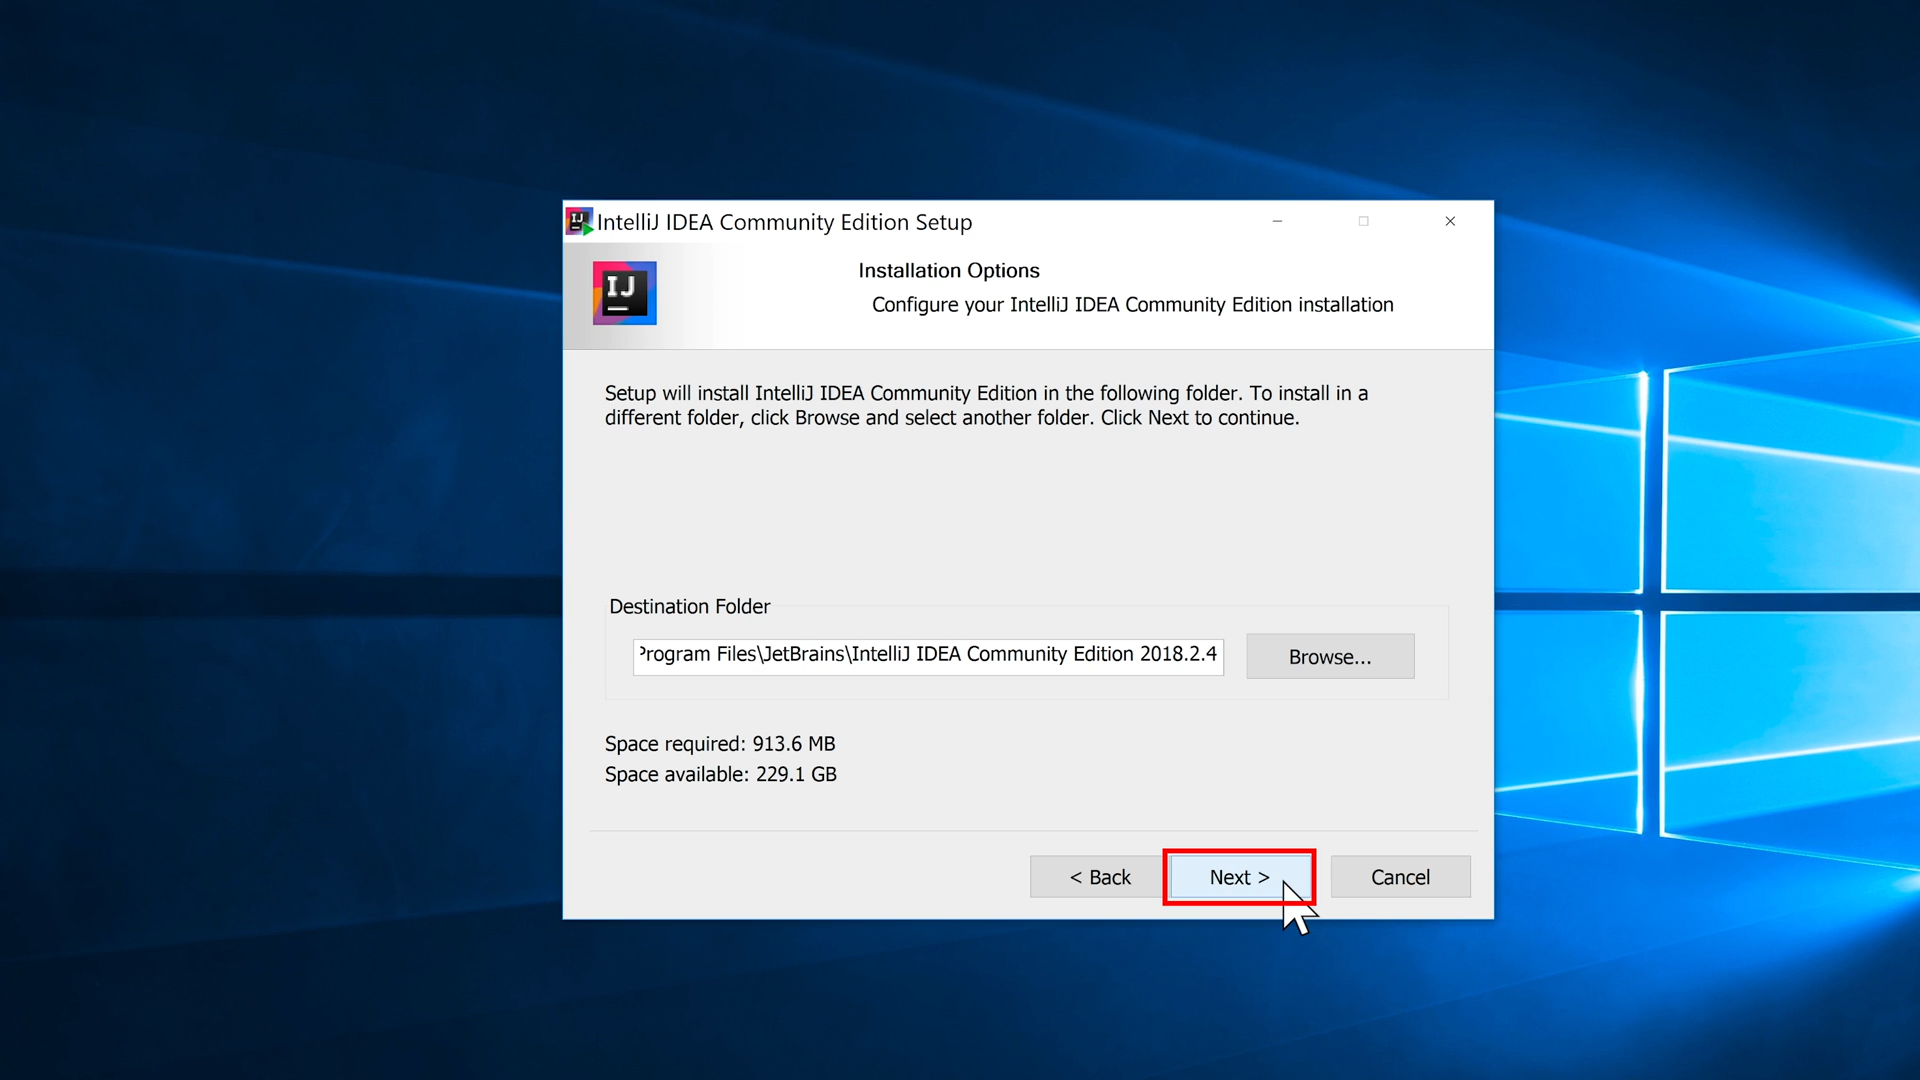 IntelliJ IDEA Community Edition Setup
IJ
Installation Options
Configure your IntelliJ IDEA Community Edition installation
Setup will install IntelliJ IDEA Community Edition in the following folder. To install in a
different folder, click Browse and select another folder. Click Next to continue.
Destination Folder
Program Files\JetBrains\IntelliJ IDEA Community Edition 2018.2.4
Browse...
Space required: 913.6 MB
Space available: 229.1 GB
< Back
Next >
Cancel